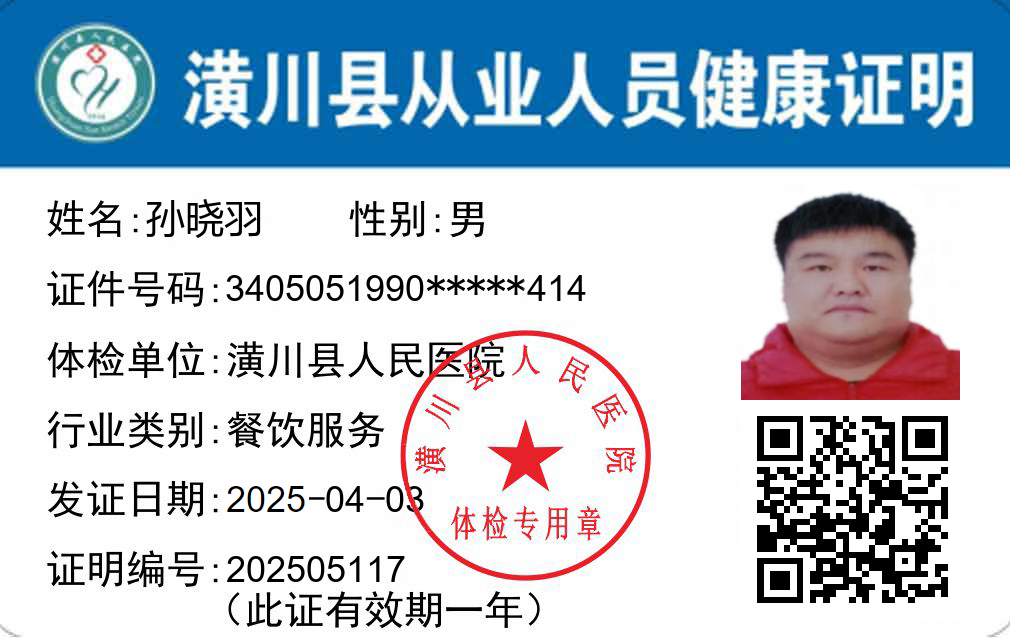 潢川县从业人员健康证明
姓名:孙晓羽 性别:男
证件号码:3405051990*****414
体检单位:潢川县人民医院
行业类别:餐饮服务
发证日期:2025-04-03
证明编号:202505117
（此证有效期一年）
潢川县人民医院
体检专用章